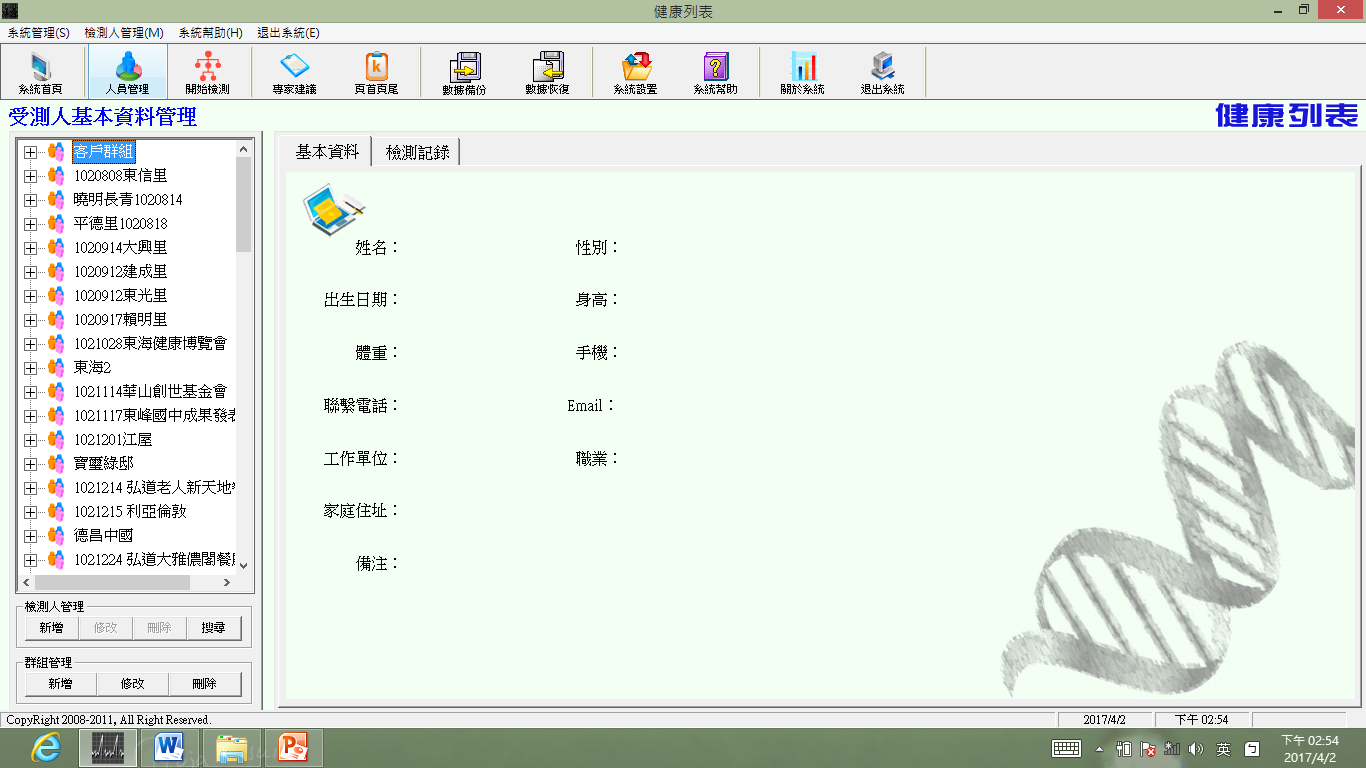 健康列表
系統管理(S) 檢測人管理(M) 系統幫助(H) 退出系統(E)
系統首頁 人員管理 開始檢測 專家建議 頁首頁尾 數據備份 數據恢復 系統設置 系統幫助 關於系統 退出系統
受測人基本資料管理
健康列表
客戶群組
1020808東信里
曉明長青1020814
平德里1020818
1020914大興里
1020912建成里
1020912東光里
1020917賴明里
1021028東海健康博覽會
東海2
1021114華山創世基金會
1021117東峰國中成果發表
1021201江屋
寶璽綠邸
1021214 弘道老人新天地
1021215 利亞倫敦
德昌中國
1021224 弘道大雅儂閣餐
檢測人管理
新增 修改 刪除 搜尋
群組管理
新增 修改 刪除
基本資料 檢測記錄
姓名： 性別：
出生日期： 身高：
體重： 手機：
聯繫電話： Email：
工作單位： 職業：
家庭住址：
備注：
CopyRight 2008-2011, All Right Reserved. 2017/4/2 下午 02:54
英
下午 02:54
2017/4/2